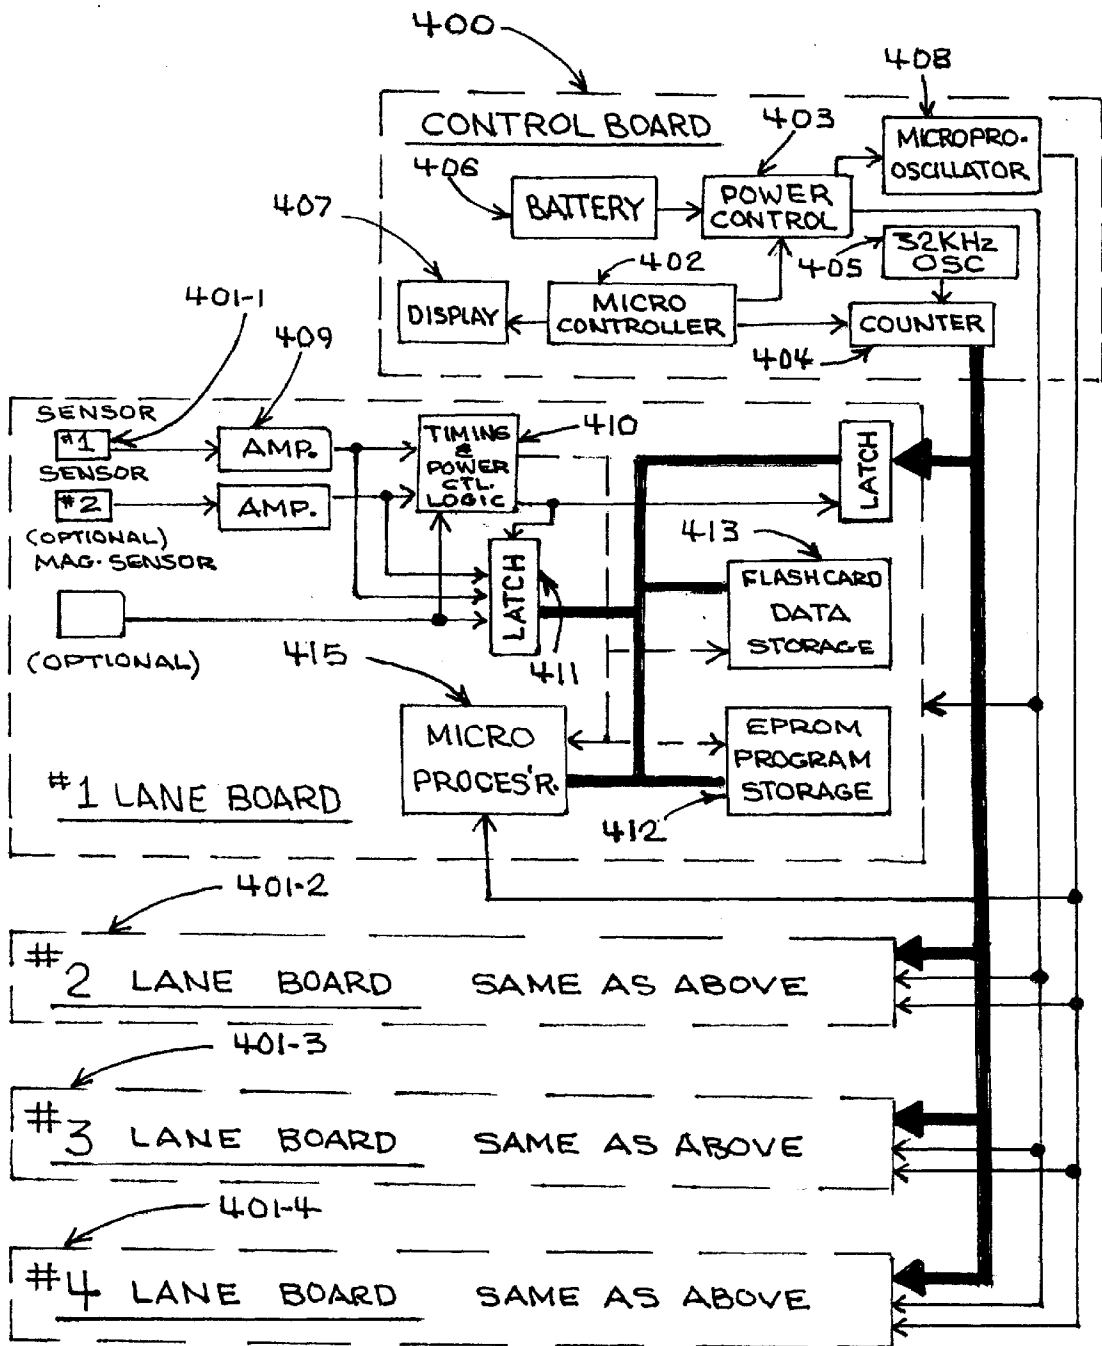 400
408
CONTROL BOARD
403
MICROPRO-
OSCILLATOR
406
BATTERY
POWER
CONTROL
407
32KHz
OSC
405
402
401-1
DISPLAY
MICRO
CONTROLLER
COUNTER
409
404
SENSOR
#1
AMP.
TIMING
&
POWER
CTL.
LOGIC
410
LATCH
SENSOR
#2
AMP.
(OPTIONAL)
MAG. SENSOR
LATCH
413
FLASHCARD
DATA
STORAGE
(OPTIONAL)
415
411
MICRO
PROCES'R.
EPROM
PROGRAM
STORAGE
#1 LANE BOARD
412
401-2
#2 LANE BOARD SAME AS ABOVE
401-3
#3 LANE BOARD SAME AS ABOVE
401-4
#4 LANE BOARD SAME AS ABOVE